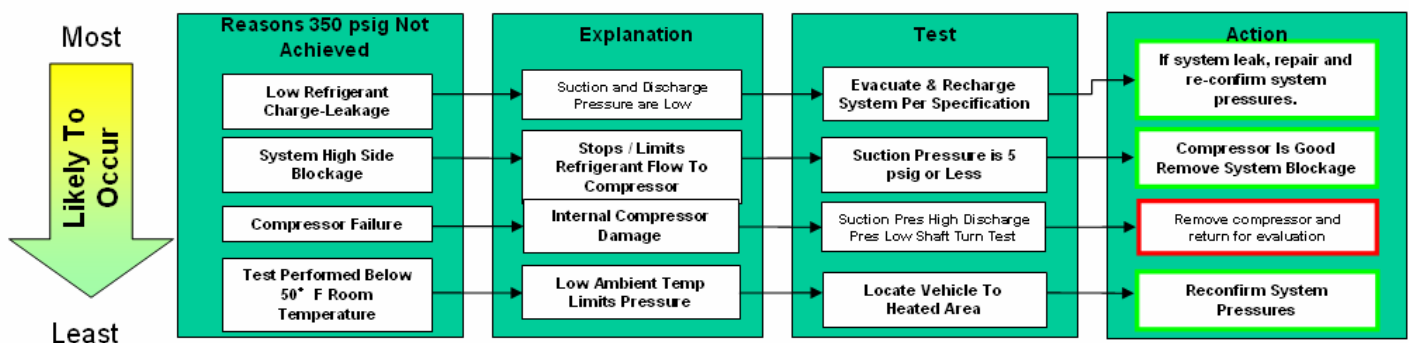 Most
Likely To
Occur
Least
Reasons 350 psig Not
Achieved
Explanation
Test
Action
Low Refrigerant
Charge-Leakage
Suction and Discharge
Pressure are Low
Evacuate & Recharge
System Per Specification
If system leak, repair and
re-confirm system
pressures.
System High Side
Blockage
Stops / Limits
Refrigerant Flow To
Compressor
Suction Pressure is 5
psig or Less
Compressor Is Good
Remove System Blockage
Compressor Failure
Internal Compressor
Damage
Suction Pres High Discharge
Pres Low Shaft Turn Test
Remove compressor and
return for evaluation
Test Performed Below
50° F Room
Temperature
Low Ambient Temp
Limits Pressure
Locate Vehicle To
Heated Area
Reconfirm System
Pressures